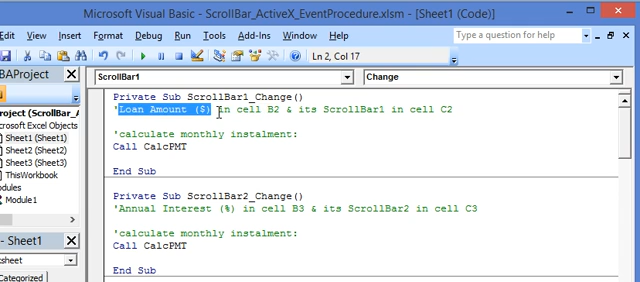 Microsoft Visual Basic - ScrollBar_ActiveX_EventProcedure.xlsm - [Sheet1 (Code)]
File Edit View Insert Format Debug Run Tools Add-Ins Window Help
Type a question for help
Ln 2, Col 17
BAProject
ScrollBar1
Change
roject (ScrollBar_A
icrosoft Excel Objects
Sheet1 (Sheet1)
Sheet2 (Sheet2)
Sheet3 (Sheet3)
ThisWorkbook
odules
Module1
- Sheet1
sheet
Categorized
Private Sub ScrollBar1_Change()
'Loan Amount ($) in cell B2 & its ScrollBar1 in cell C2
'calculate monthly instalment:
Call CalcPMT
End Sub
Private Sub ScrollBar2_Change()
'Annual Interest (%) in cell B3 & its ScrollBar2 in cell C3
'calculate monthly instalment:
Call CalcPMT
End Sub